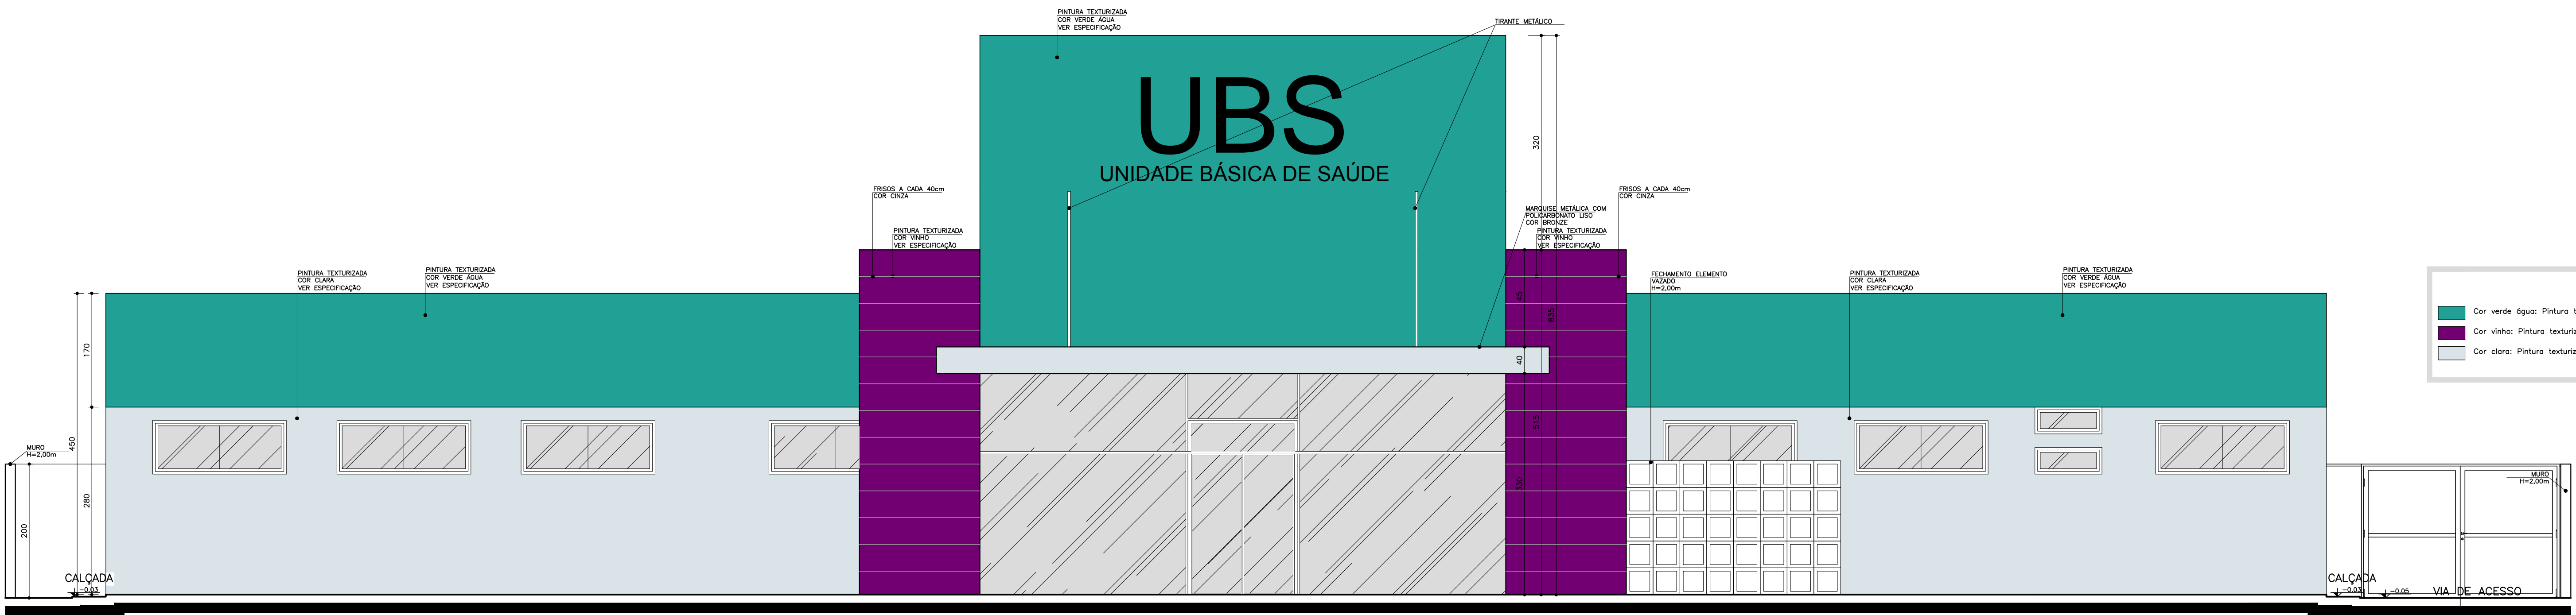 PINTURA TEXTURIZADA
COR VERDE ÁGUA
VER ESPECIFICAÇÃO
TIRANTE METÁLICO
UBS
UNIDADE BÁSICA DE SAÚDE
320
FRISOS A CADA 40cm
COR CINZA
FRISOS A CADA 40cm
COR CINZA
MARQUISE METÁLICA COM
POLICARBONATO LISO
COR BRONZE
PINTURA TEXTURIZADA
COR VINHO
VER ESPECIFICAÇÃO
PINTURA TEXTURIZADA
COR VINHO
VER ESPECIFICAÇÃO
PINTURA TEXTURIZADA
COR CLARA
VER ESPECIFICAÇÃO
PINTURA TEXTURIZADA
COR VERDE ÁGUA
VER ESPECIFICAÇÃO
FECHAMENTO ELEMENTO
VAZADO
H=2,00m
PINTURA TEXTURIZADA
COR CLARA
VER ESPECIFICAÇÃO
PINTURA TEXTURIZADA
COR VERDE ÁGUA
VER ESPECIFICAÇÃO
45
835
40
515
330
170
450
280
200
MURO
H=2,00m
Cor verde água: Pintura t
Cor vinho: Pintura texturiz
Cor clara: Pintura texturiz
MURO
H=2,00m
CALÇADA
-0.03
CALÇADA
-0.03
-0.05
VIA DE ACESSO